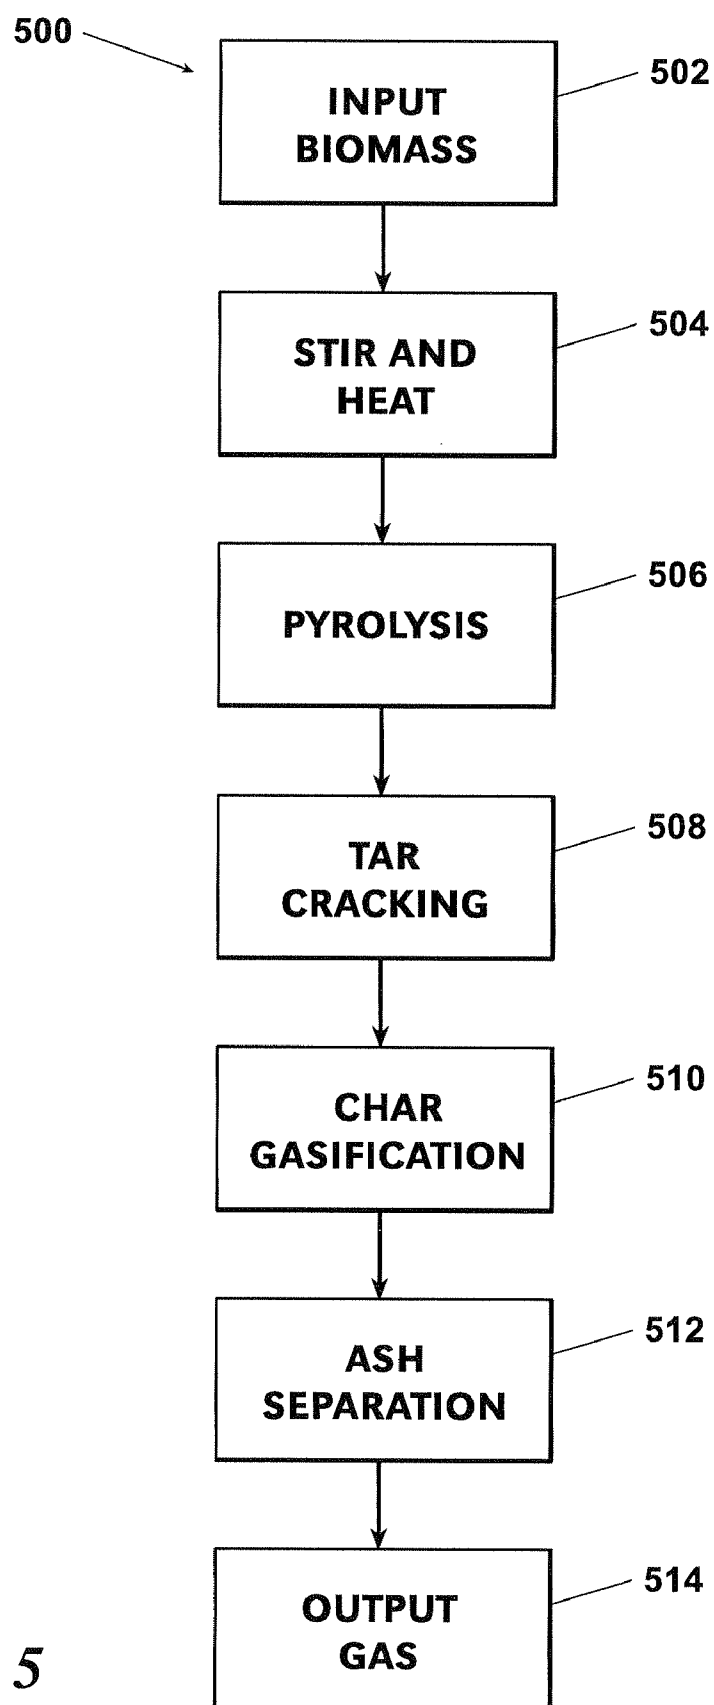 500
502
INPUT
BIOMASS
504
STIR AND
HEAT
506
PYROLYSIS
508
TAR
CRACKING
510
CHAR
GASIFICATION
512
ASH
SEPARATION
514
OUTPUT
GAS
5